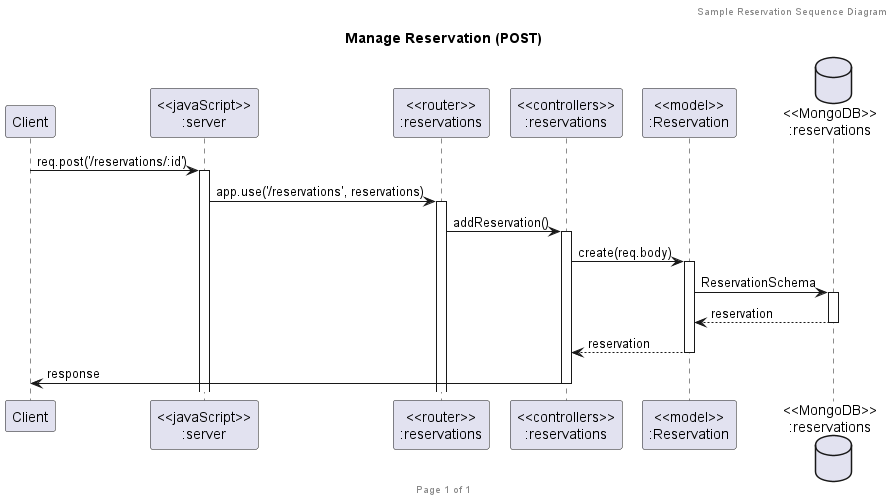 Sample Reservation Sequence Diagram
Manage Reservation (POST)
Client
<<javaScript>>
:server
<<router>>
:reservations
<<controllers>>
:reservations
<<model>>
:Reservation
<<MongoDB>>
:reservations
req.post('/reservations/:id')
app.use('/reservations', reservations)
addReservation()
create(req.body)
ReservationSchema
reservation
reservation
response
Client
<<javaScript>>
:server
<<router>>
:reservations
<<controllers>>
:reservations
<<model>>
:Reservation
<<MongoDB>>
:reservations
Page 1 of 1